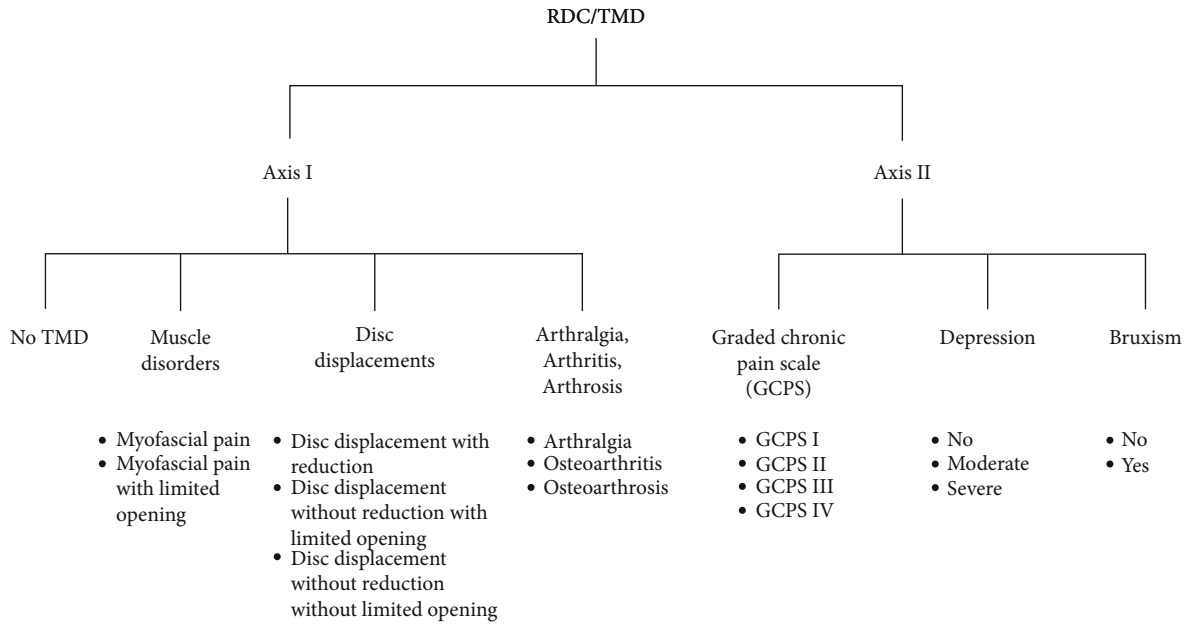 RDC/TMD
Axis I
Axis II
No TMD
Muscle
disorders
Disc
displacements
Arthralgia,
Arthritis,
Arthrosis
Graded chronic
pain scale
(GCPS)
Depression
Bruxism
• Myofascial pain
• Myofascial pain
with limited
opening
• Disc displacement with
reduction
• Disc displacement
without reduction with
limited opening
• Disc displacement
without reduction
without limited opening
• Arthralgia
• Osteoarthritis
• Osteoarthrosis
• GCPS I
• GCPS II
• GCPS III
• GCPS IV
• No
• Moderate
• Severe
• No
• Yes